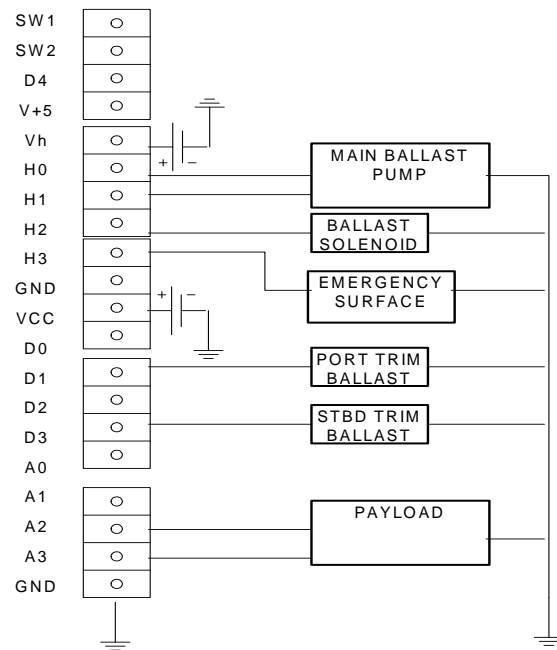 SW1
SW2
D4
V+5
Vh
H0
H1
H2
H3
GND
VCC
D0
D1
D2
D3
A0
A1
A2
A3
GND
+ −
MAIN BALLAST
PUMP
BALLAST
SOLENOID
EMERGENCY
SURFACE
+ −
PORT TRIM
BALLAST
STBD TRIM
BALLAST
PAYLOAD